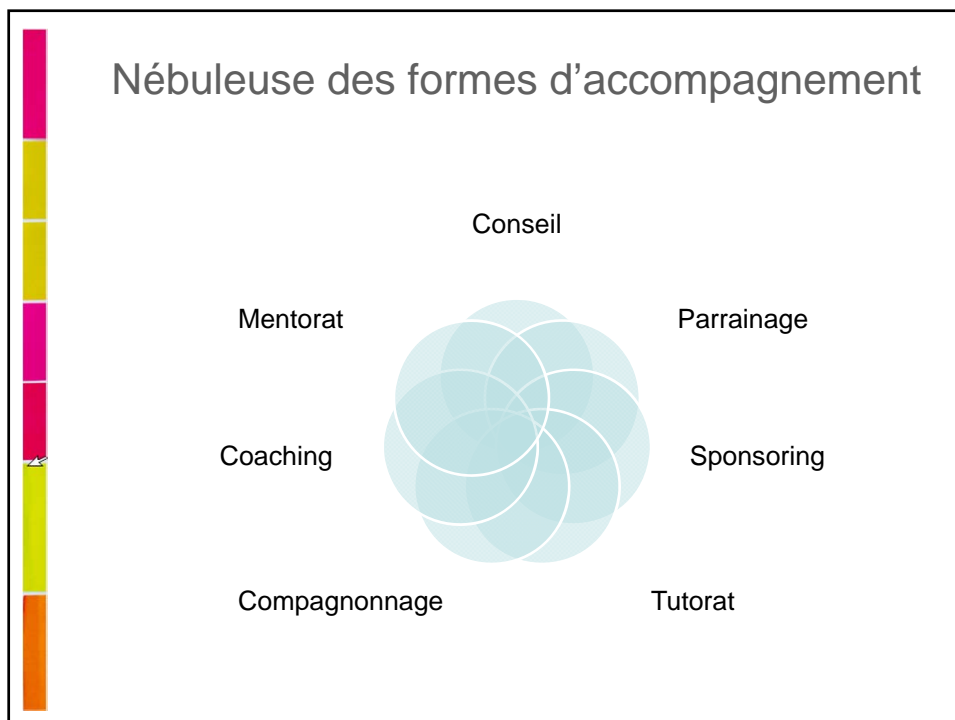 Nébuleuse des formes d’accompagnement
Conseil
Mentorat
Parrainage
Coaching
Sponsoring
Compagnonnage
Tutorat